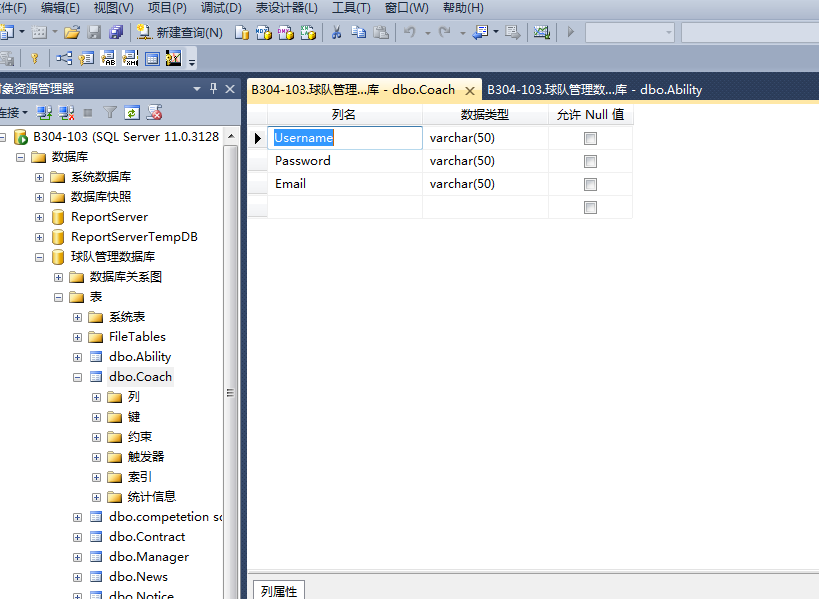 件(F) 编辑(E) 视图(V) 项目(P) 调试(D) 表设计器(L) 工具(T) 窗口(W) 帮助(H)
新建查询(N)
对象资源管理器
连接
B304-103 (SQL Server 11.0.3128
数据库
系统数据库
数据库快照
ReportServer
ReportServerTempDB
球队管理数据库
数据库关系图
表
系统表
FileTables
dbo.Ability
dbo.Coach
列
键
约束
触发器
索引
统计信息
dbo.competetion sc
dbo.Contract
dbo.Manager
dbo.News
dbo.Notice
B304-103.球队管理...库 - dbo.Coach
B304-103.球队管理数...库 - dbo.Ability
列名 数据类型 允许 Null 值
Username varchar(50)
Password varchar(50)
Email varchar(50)
列属性